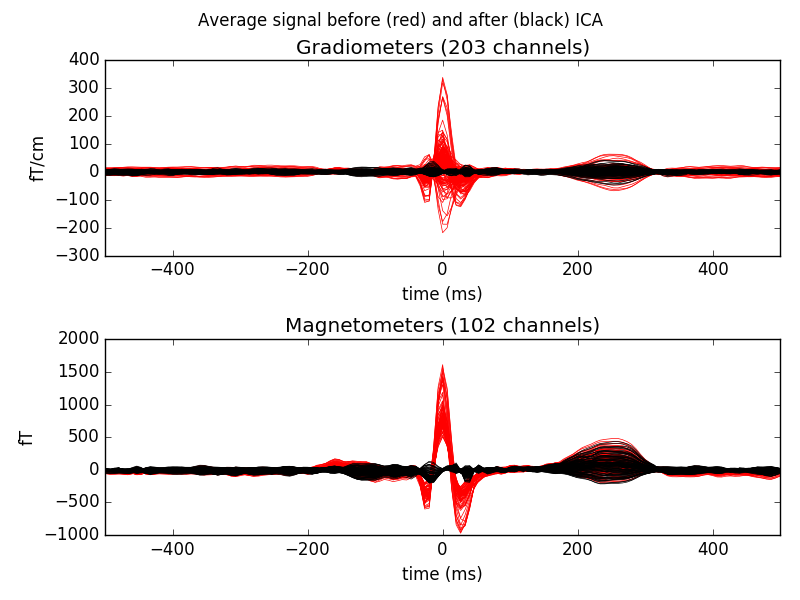 Average signal before (red) and after (black) ICA
Gradiometers (203 channels)
400
300
200
100
0
−100
−200
−300
fT/cm
−400 −200 0 200 400
time (ms)
Magnetometers (102 channels)
2000
1500
1000
500
0
−500
−1000
fT
−400 −200 0 200 400
time (ms)